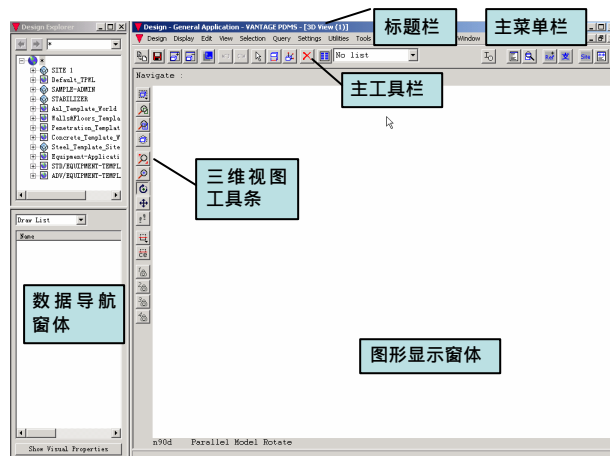 Design Explorer
Design - General Application - VANTAGE PDMS - [3D View (1)]
标题栏
主菜单栏
Design Display Edit View Selection Query Settings Utilities Tools Window
No list
主工具栏
Navigate :
*
SITE 1
Default_TPWL
SAMPLE-ADMIN
STABILIZER
Asl_Template_World
Walls&Floors_Templa
Penetration_Templat
Concrete_Template_W
Steel_Template_Site
Equipment-Applicati
STD/EQUIPMENT-TEMPL
ADV/EQUIPMENT-TEMPL
三维视图
工具条
Draw List
Name
数据导航
窗体
图形显示窗体
n90d Parallel Model Rotate
Show Visual Properties